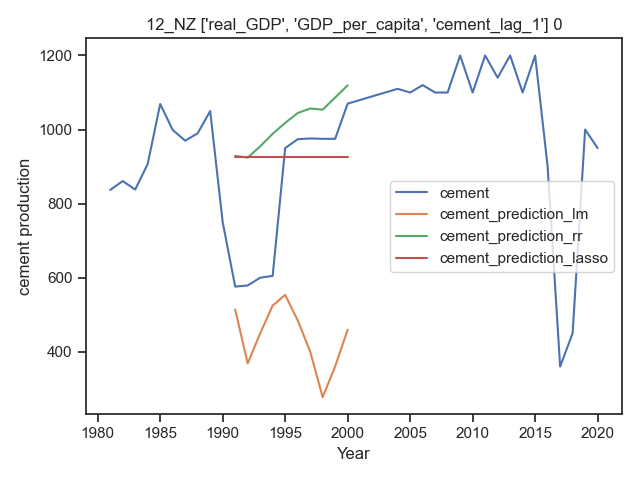 12_NZ ['real_GDP', 'GDP_per_capita', 'cement_lag_1'] 0
1200
1000
800
600
400
cement production
cement
cement_prediction_lm
cement_prediction_rr
cement_prediction_lasso
1980 1985 1990 1995 2000 2005 2010 2015 2020
Year